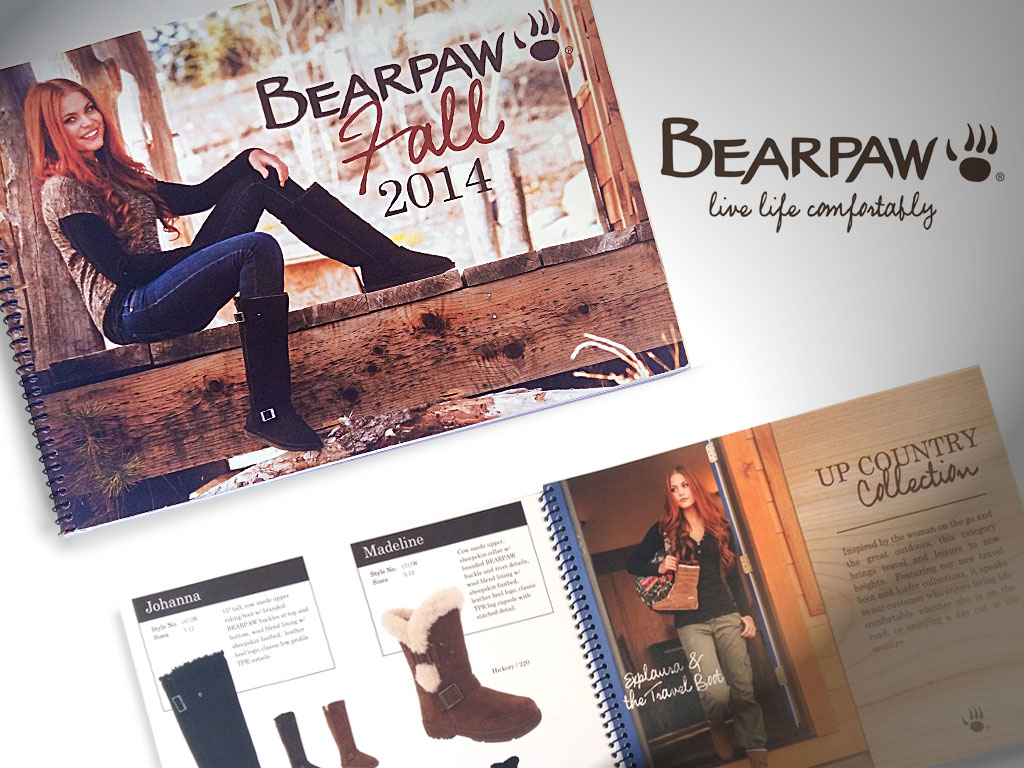 BEARPAW®
Fall
2014
BEARPAW®
live life comfortably
Johanna
Style No. 1672W
Sizes 5-12
15" tall, cow suede upper
riding boot w/ branded
BEARPAW buckles at top and
bottom, wool blend lining w/
sheepskin footbed, leather
heel logo, classic low profile
TPR outsole.
Madeline
Style No.
Sizes 5-12
Cow suede upper,
sheepskin collar w/
branded BEARPAW
buckle and rivet details,
wool blend lining w/
sheepskin footbed,
leather heel logo, classic
TPR lug outsole with
stitched detail.
Hickory / 220
Explaura &
the Travel Boot
UP COUNTRY
Collection
Inspired by the woman on the go and
the great outdoors, this category
brings travel and leisure to new
heights. Featuring our new travel
boot and loafer collections, it speaks
to our customer who enjoys living life
comfortably whether she is on the
road, or enjoying a day out in the
country.